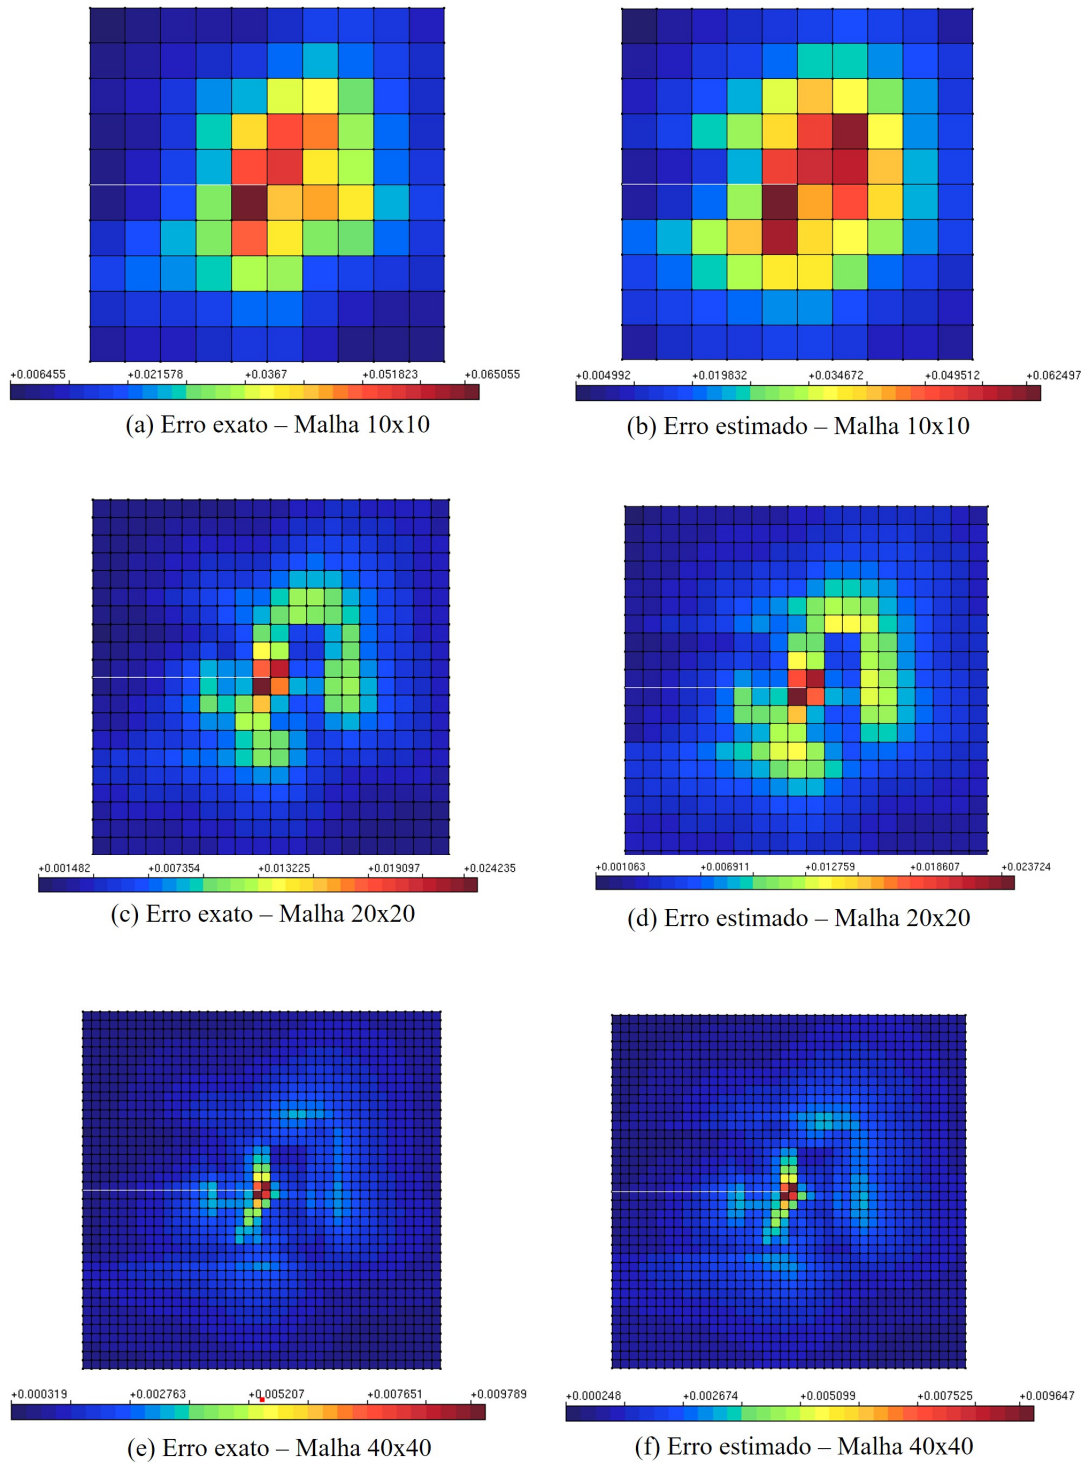 +0.006455 +0.021578 +0.0367 +0.051823 +0.065055
(a) Erro exato – Malha 10x10
+0.004992 +0.019832 +0.034672 +0.049512 +0.062497
(b) Erro estimado – Malha 10x10
+0.001482 +0.007354 +0.013225 +0.019097 +0.024235
(c) Erro exato – Malha 20x20
+0.001063 +0.006911 +0.012759 +0.018607 +0.023724
(d) Erro estimado – Malha 20x20
+0.000319 +0.002763 +0.005207 +0.007651 +0.009789
(e) Erro exato – Malha 40x40
+0.000248 +0.002674 +0.005099 +0.007525 +0.009647
(f) Erro estimado – Malha 40x40